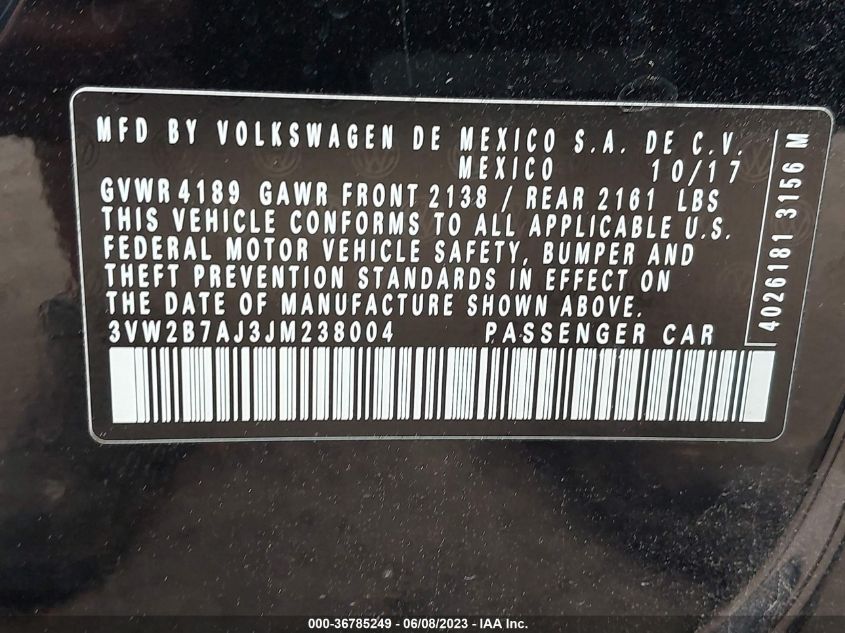 MFD BY VOLKSWAGEN DE MEXICO S.A. DE C.V.
MEXICO 10/17
GVWR 4189 GAWR FRONT 2138 / REAR 2161 LBS
THIS VEHICLE CONFORMS TO ALL APPLICABLE U.S.
FEDERAL MOTOR VEHICLE SAFETY, BUMPER AND
THEFT PREVENTION STANDARDS IN EFFECT ON
THE DATE OF MANUFACTURE SHOWN ABOVE.
3VW2B7AJ3JM238004 PASSENGER CAR
4026181 3156 M
000-36785249 - 06/08/2023 - IAA Inc.